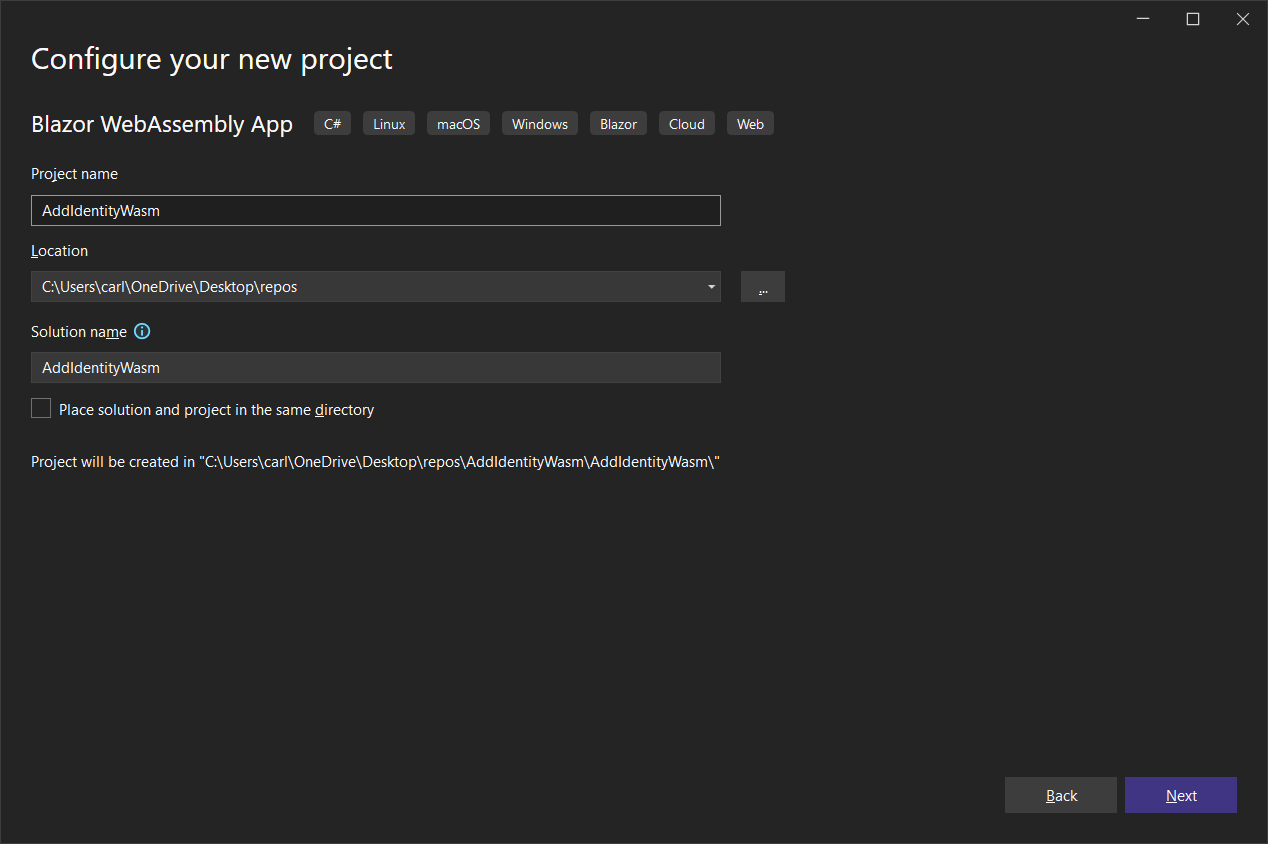 Configure your new project
Blazor WebAssembly App C# Linux macOS Windows Blazor Cloud Web
Project name
AddIdentityWasm
Location
C:\Users\carl\OneDrive\Desktop\repos ...
Solution name
AddIdentityWasm
Place solution and project in the same directory
Project will be created in "C:\Users\carl\OneDrive\Desktop\repos\AddIdentityWasm\AddIdentityWasm\"
Back Next